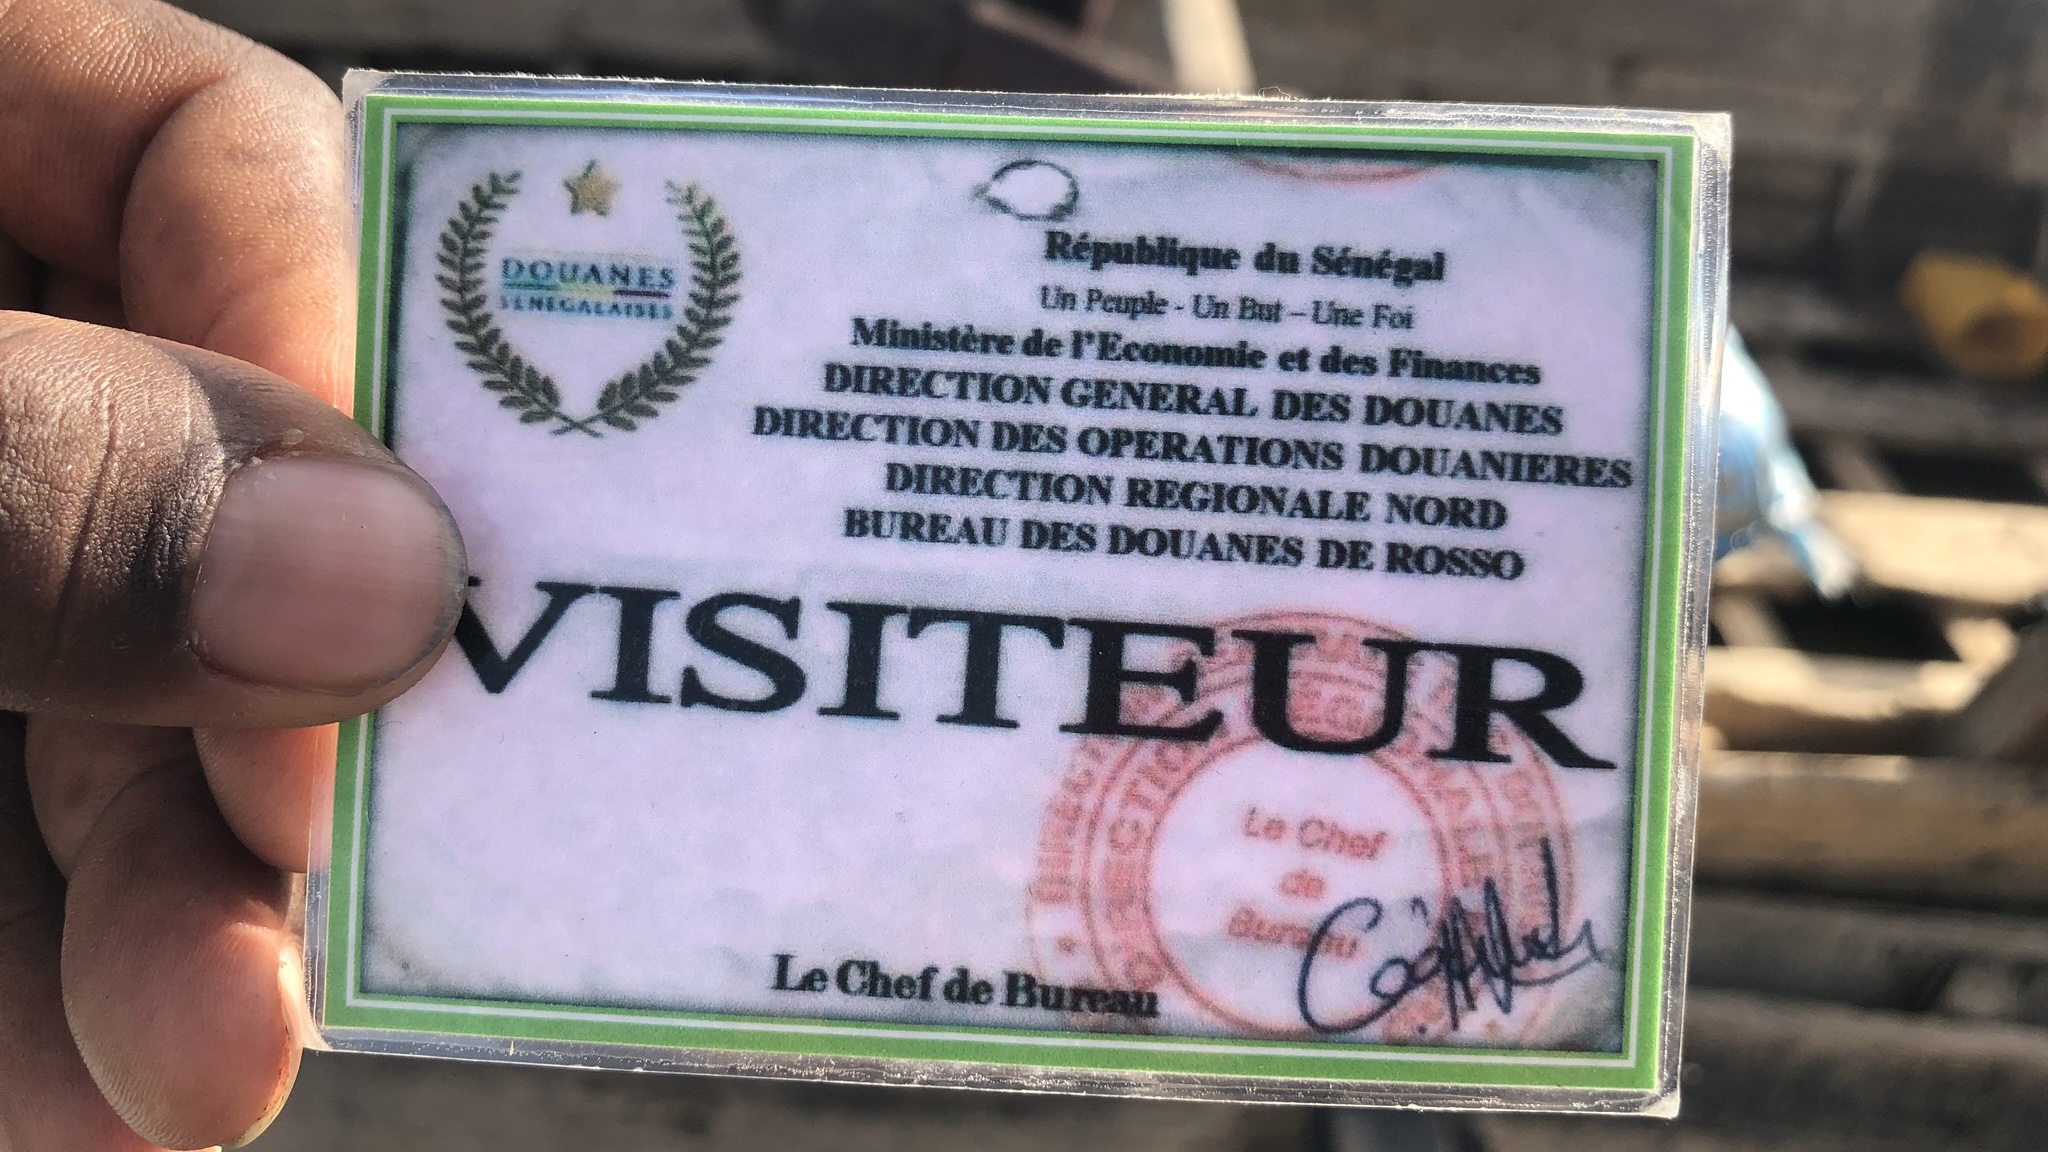 DOUANES
SENEGALAISES
République du Sénégal
Un Peuple - Un But – Une Foi
Ministère de l'Economie et des Finances
DIRECTION GENERAL DES DOUANES
DIRECTION DES OPERATIONS DOUANIERES
DIRECTION REGIONALE NORD
BUREAU DES DOUANES DE ROSSO
VISITEUR
Le Chef
de
Bureau
Le Chef de Bureau